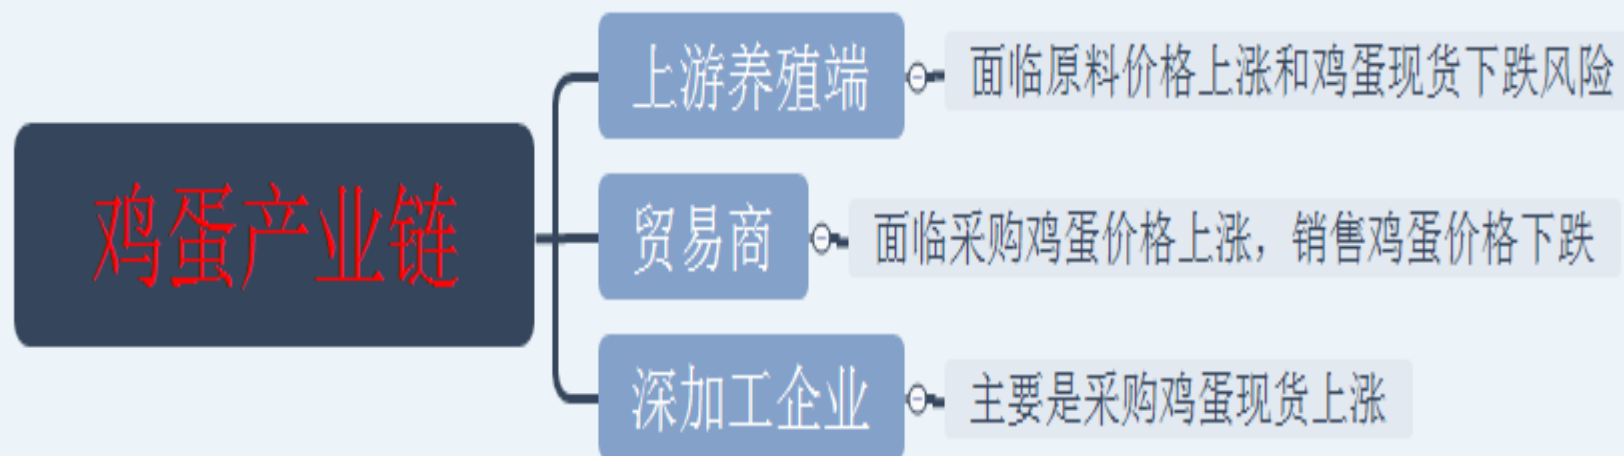 上游养殖端
面临原料价格上涨和鸡蛋现货下跌风险
鸡蛋产业链
贸易商
面临采购鸡蛋价格上涨，销售鸡蛋价格下跌
深加工企业
主要是采购鸡蛋现货上涨